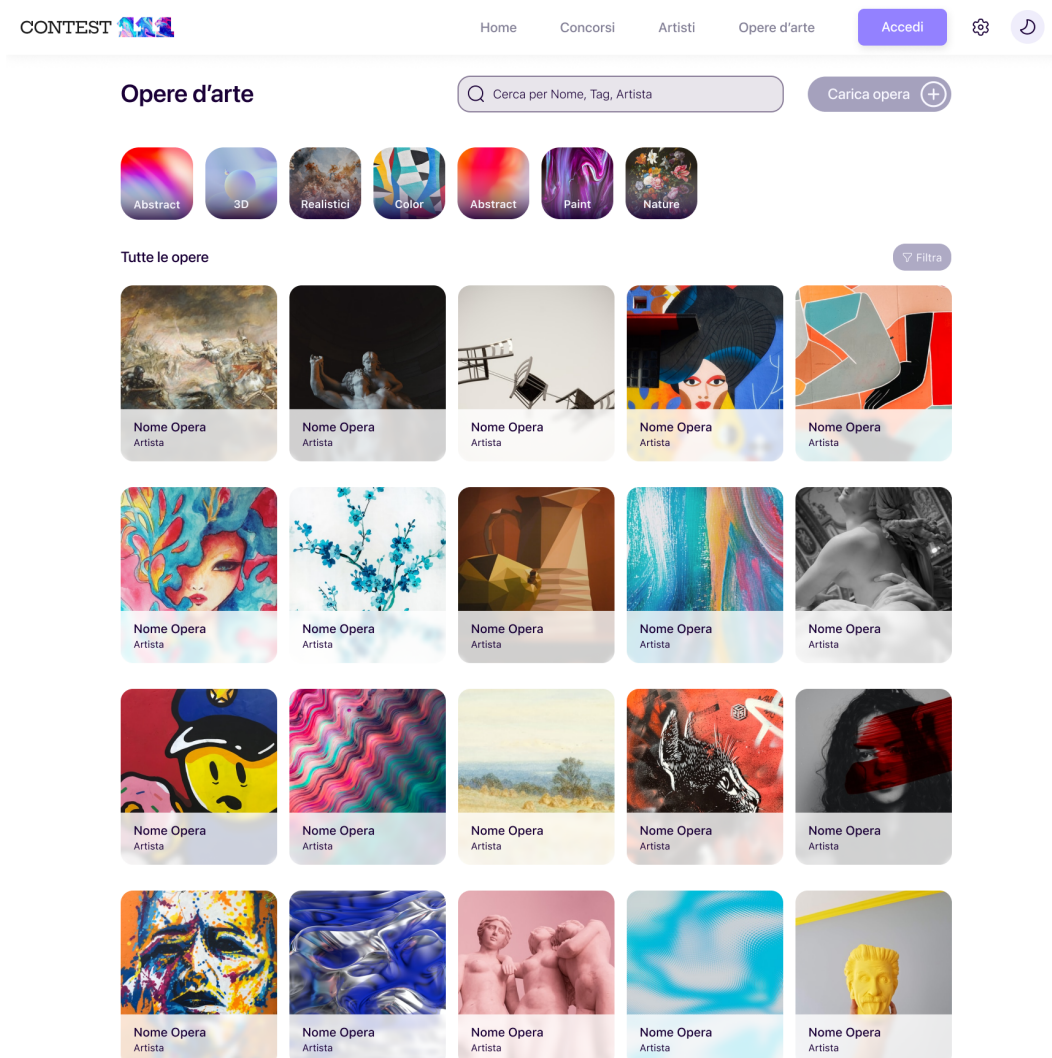 CONTEST 111
Home
Concorsi
Artisti
Opere d'arte
Accedi
Opere d'arte
Cerca per Nome, Tag, Artista
Carica opera
Abstract
3D
Realistici
Color
Abstract
Paint
Nature
Tutte le opere
Filtra
Nome Opera
Artista
Nome Opera
Artista
Nome Opera
Artista
Nome Opera
Artista
Nome Opera
Artista
Nome Opera
Artista
Nome Opera
Artista
Nome Opera
Artista
Nome Opera
Artista
Nome Opera
Artista
Nome Opera
Artista
Nome Opera
Artista
Nome Opera
Artista
Nome Opera
Artista
Nome Opera
Artista
Nome Opera
Artista
Nome Opera
Artista
Nome Opera
Artista
Nome Opera
Artista
Nome Opera
Artista